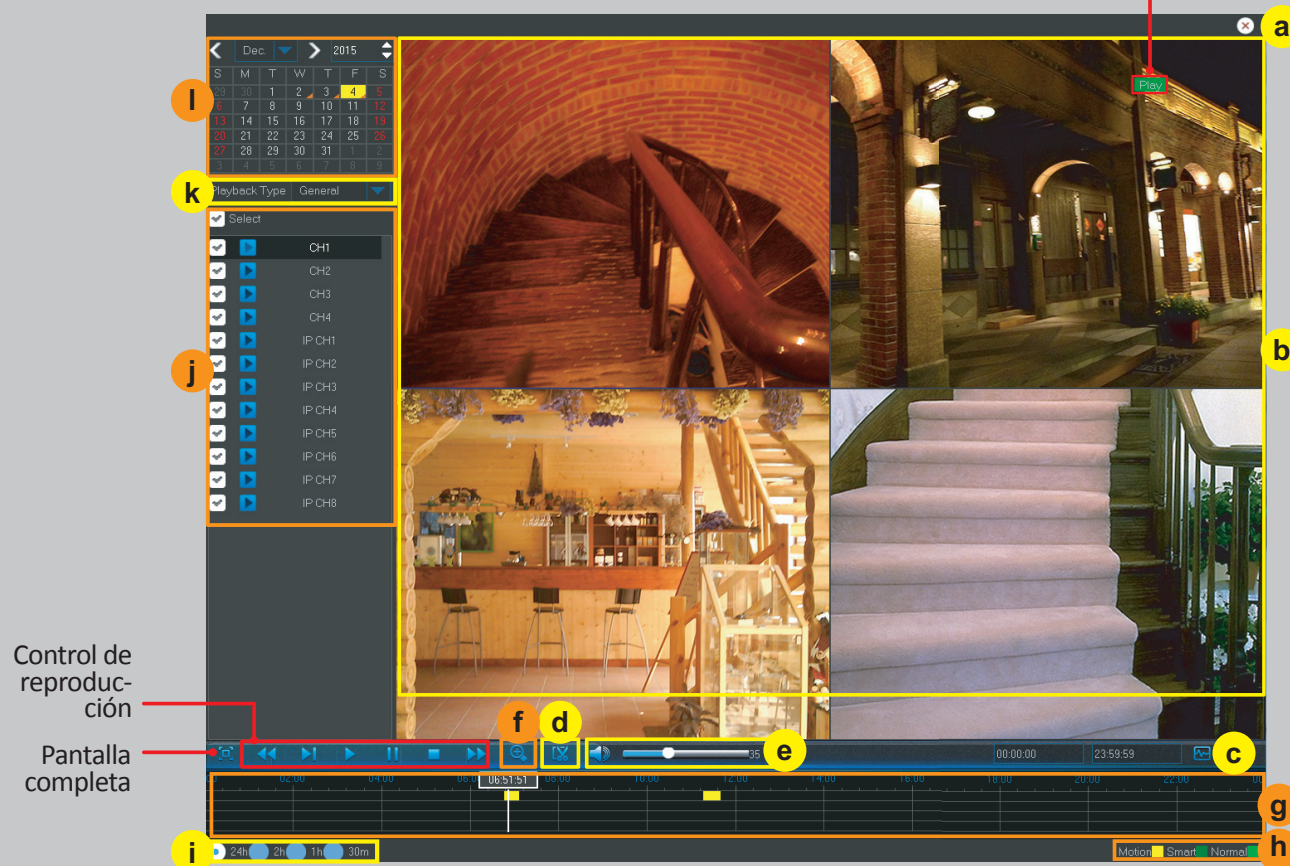 a
Dec. 2015
S M T W T F S
29 30 1 2 3 4 5
6 7 8 9 10 11 12
13 14 15 16 17 18 19
20 21 22 23 24 25 26
27 28 29 30 31 1 2
3 4 5 6 7 8 9
l
Play
k
Playback Type General
Select
CH1
CH2
CH3
CH4
IP CH1
IP CH2
IP CH3
IP CH4
IP CH5
IP CH6
IP CH7
IP CH8
j
b
Control de
reproduc-
ción
Pantalla
completa
f
d
e
35
00:00:00
23:59:59
c
02:00 04:00 06:00 06:51:51 08:00 10:00 12:00 14:00 16:00 18:00 20:00 22:00
g
i
24h 2h 1h 30m
Motion Smart Normal
h